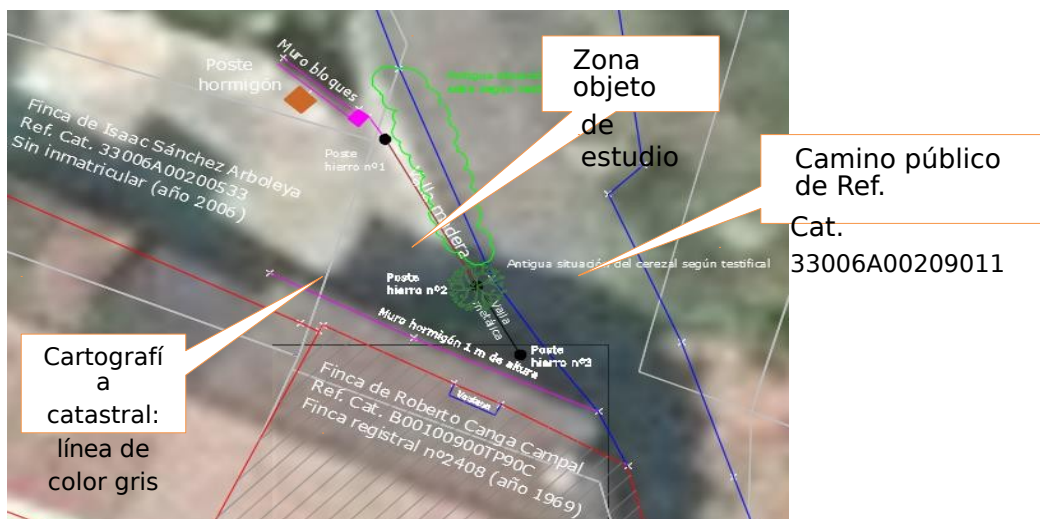 Muro bloques
Poste
hormigón
Antigua situación
Zona
objeto
de
estudio
Camino público
de Ref.
Cat.
33006A00209011
Finca de Isaac Sánchez Arboleya
Ref. Cat. 33006A00200533
Sin inmatricular (año 2006)
Poste
hierro nº1
Valla madera
Antigua situación del cerezal según testifical
Poste
hierro nº2
Valla
metálica
Muro hormigón 1 m de altura
Poste
hierro nº3
Ventana
Cartografí
a
catastral:
línea de
color gris
Finca de Roberto Canga Campal
Ref. Cat. B00100900TP90C
Finca registral nº2408 (año 1969)